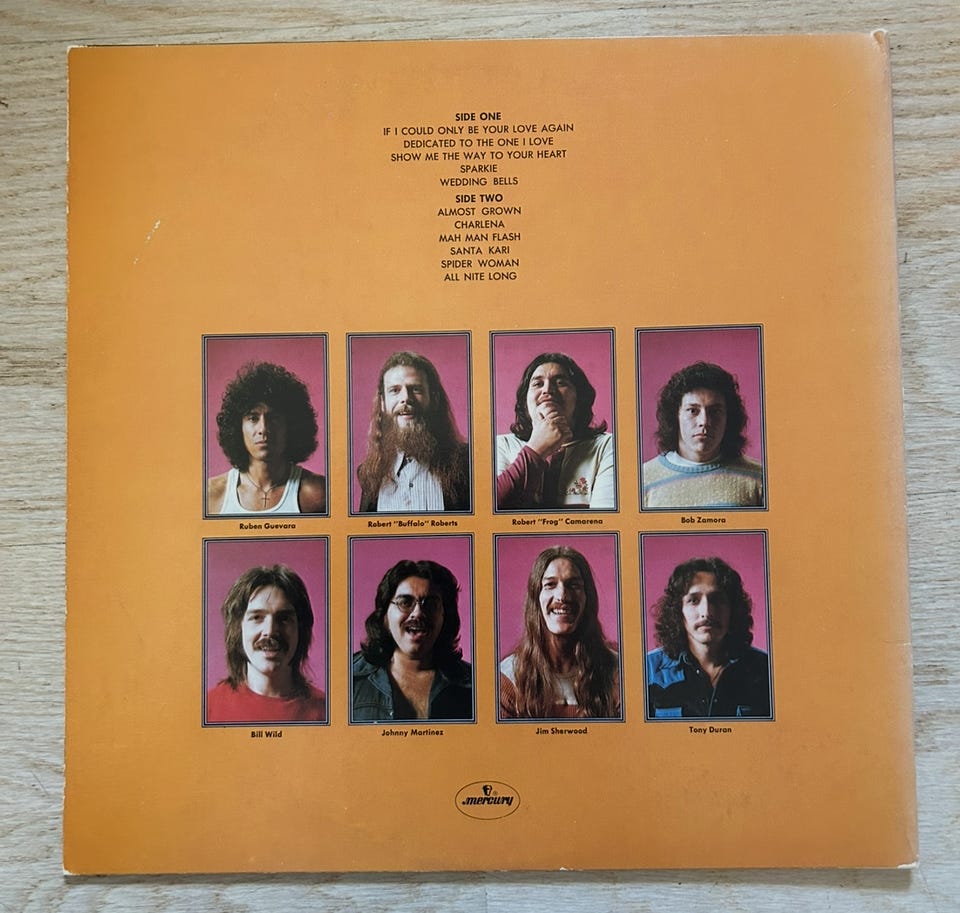 SIDE ONE
IF I COULD ONLY BE YOUR LOVE AGAIN
DEDICATED TO THE ONE I LOVE
SHOW ME THE WAY TO YOUR HEART
SPARKIE
WEDDING BELLS
SIDE TWO
ALMOST GROWN
CHARLENA
MAH MAN FLASH
SANTA KARI
SPIDER WOMAN
ALL NITE LONG
Ruben Guevara
Robert "Buffalo" Roberts
Robert "Frog" Camarena
Bob Zamora
Bill Wild
Johnny Martinez
Jim Sherwood
Tony Duran
mercury®